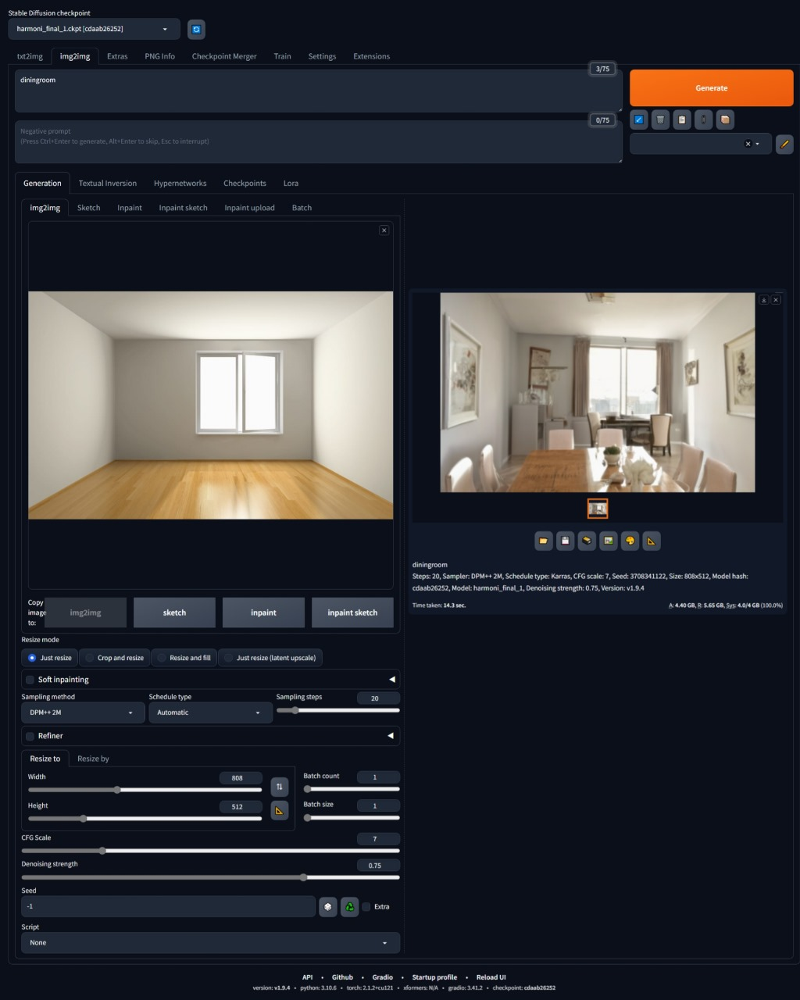 Stable Diffusion checkpoint
harmoni_final_1.ckpt [cdaab26252]
txt2img img2img Extras PNG Info Checkpoint Merger Train Settings Extensions
3/75
diningroom
Generate
0/75
Negative prompt
(Press Ctrl+Enter to generate, Alt+Enter to skip, Esc to interrupt)
Generation Textual Inversion Hypernetworks Checkpoints Lora
img2img Sketch Inpaint Inpaint sketch Inpaint upload Batch
diningroom
Steps: 20, Sampler: DPM++ 2M, Schedule type: Karras, CFG scale: 7, Seed: 3708341122, Size: 808x512, Model hash:
cdaab26252, Model: harmoni_final_1, Denoising strength: 0.75, Version: v1.9.4
Time taken: 14.3 sec. A: 4.40 GB, R: 5.65 GB, Sys: 4.0/4 GB (100.0%)
Copy
image
to:
img2img sketch inpaint inpaint sketch
Resize mode
Just resize Crop and resize Resize and fill Just resize (latent upscale)
Soft inpainting
Sampling method Schedule type Sampling steps 20
DPM++ 2M Automatic
Refiner
Resize to Resize by
Width 808 Batch count 1
Height 512 Batch size 1
CFG Scale 7
Denoising strength 0.75
Seed
-1 Extra
Script
None
API • Github • Gradio • Startup profile • Reload UI
version: v1.9.4 • python: 3.10.6 • torch: 2.1.2+cu121 • xformers: N/A • gradio: 3.41.2 • checkpoint: cdaab26252